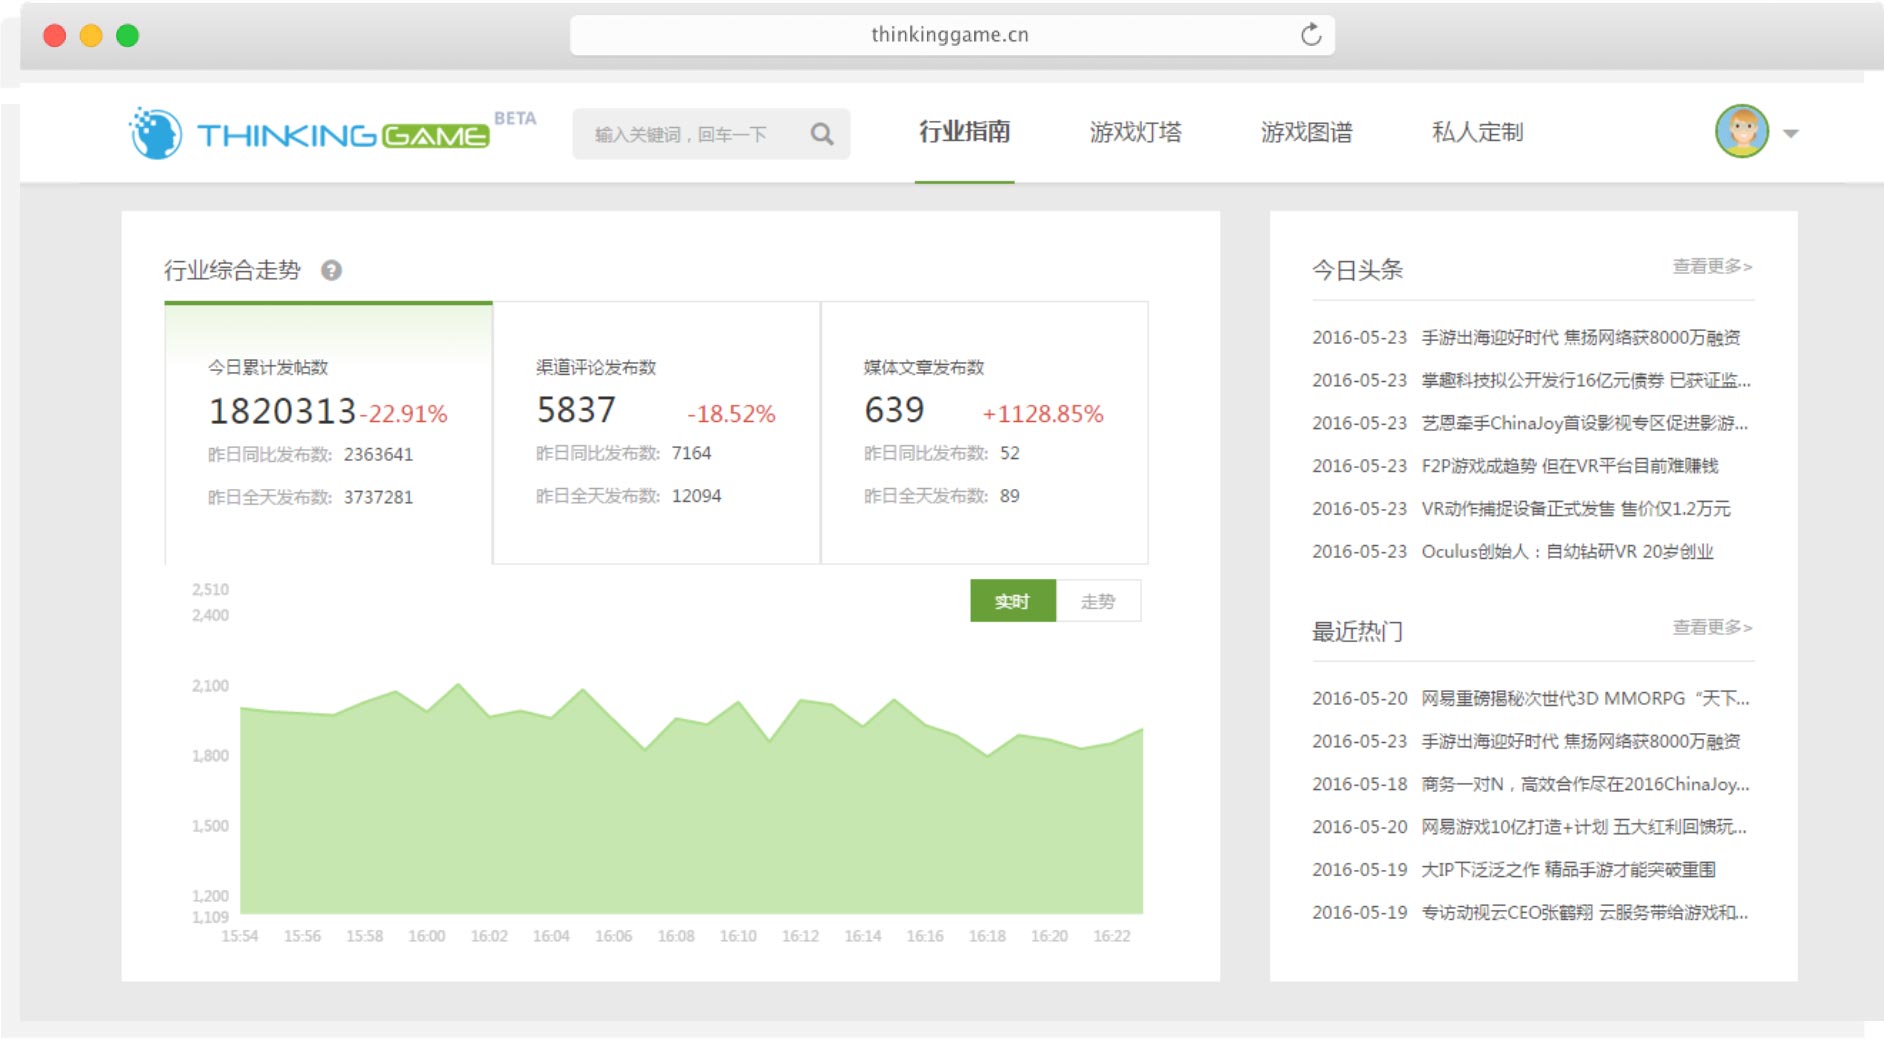 thinkinggame.cn
THINKINGGAME BETA
输入关键词，回车一下
行业指南
游戏灯塔
游戏图谱
私人定制
行业综合走势 ?
今日累计发帖数
1820313 -22.91%
昨日同比发布数: 2363641
昨日全天发布数: 3737281
渠道评论发布数
5837 -18.52%
昨日同比发布数: 7164
昨日全天发布数: 12094
媒体文章发布数
639 +1128.85%
昨日同比发布数: 52
昨日全天发布数: 89
实时
走势
2,510
2,400
2,100
1,800
1,500
1,200
1,109
15:54 15:56 15:58 16:00 16:02 16:04 16:06 16:08 16:10 16:12 16:14 16:16 16:18 16:20 16:22
今日头条 查看更多>
2016-05-23 手游出海迎好时代 焦扬网络获8000万融资
2016-05-23 掌趣科技拟公开发行16亿元债券 已获证监...
2016-05-23 艺恩牵手ChinaJoy首设影视专区促进影游...
2016-05-23 F2P游戏成趋势 但在VR平台目前难赚钱
2016-05-23 VR动作捕捉设备正式发售 售价仅1.2万元
2016-05-23 Oculus创始人：自幼钻研VR 20岁创业
最近热门 查看更多>
2016-05-20 网易重磅揭秘次世代3D MMORPG“天下...
2016-05-23 手游出海迎好时代 焦扬网络获8000万融资
2016-05-18 商务一对N，高效合作尽在2016ChinaJoy...
2016-05-20 网易游戏10亿打造+计划 五大红利回馈玩...
2016-05-19 大IP下泛泛之作 精品手游才能突破重围
2016-05-19 专访动视云CEO张鹤翔 云服务带给游戏和...